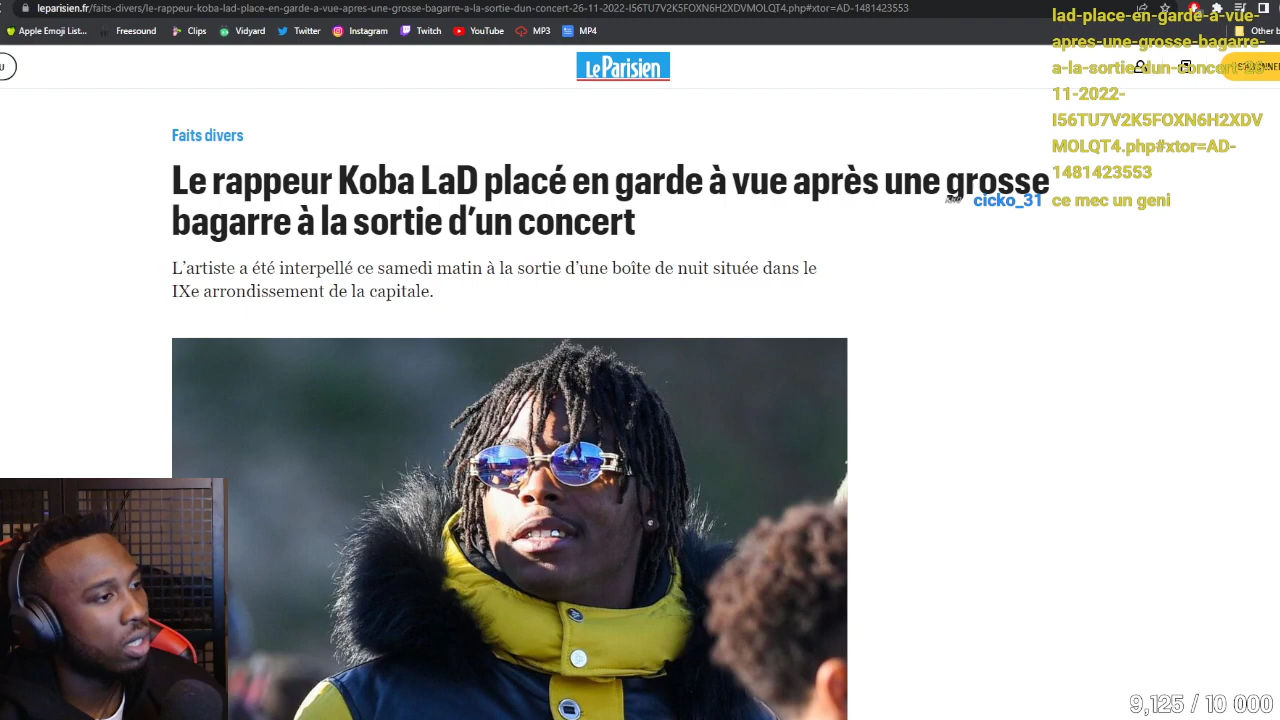 leparisien.fr/faits-divers/le-rappeur-koba-lad-place-en-garde-a-vue-apres-une-grosse-bagarre-a-la-sortie-dun-concert-26-11-2022-I56TU7V2K5FOXN6H2XDVMOLQT4.php#xtor=AD-1481423553
Apple Emoji List... Freesound Clips Vidyard Twitter Instagram Twitch YouTube MP3 MP4 Other b
lad-place-en-garde-a-vue-
apres-une-grosse-bagarre-
a-la-sortie-dun-concert-26-
11-2022-
I56TU7V2K5FOXN6H2XDV
MOLQT4.php#xtor=AD-
1481423553
cicko_31 ce mec un geni
U
Le Parisien
Faits divers
Le rappeur Koba LaD placé en garde à vue après une grosse
bagarre à la sortie d’un concert
L’artiste a été interpellé ce samedi matin à la sortie d’une boîte de nuit située dans le
IXe arrondissement de la capitale.
9,125 / 10 000